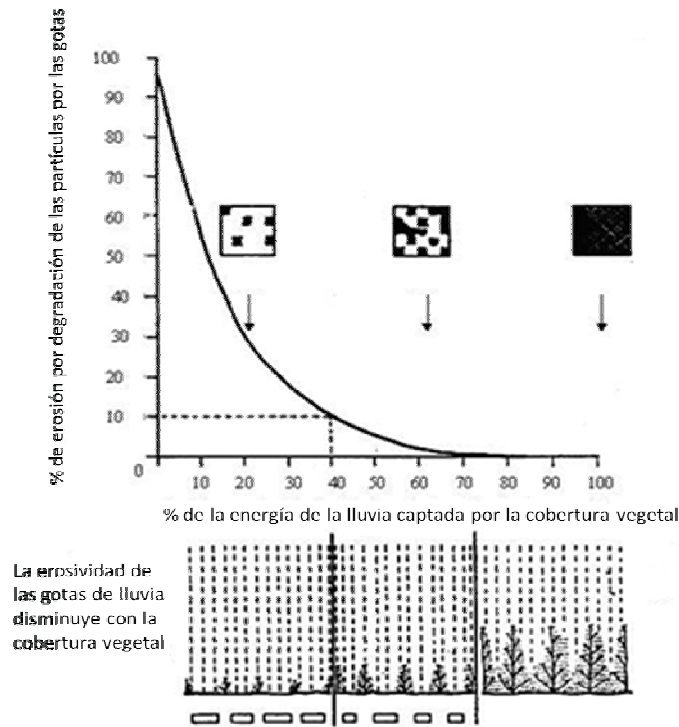 % de erosión por degradación de las partículas por las gotas
100
90
80
70
60
50
40
30
20
10
0
10 20 30 40 50 60 70 80 90 100
% de la energía de la lluvia captada por la cobertura vegetal
La erosividad de
las gotas de lluvia
disminuye con la
cobertura vegetal